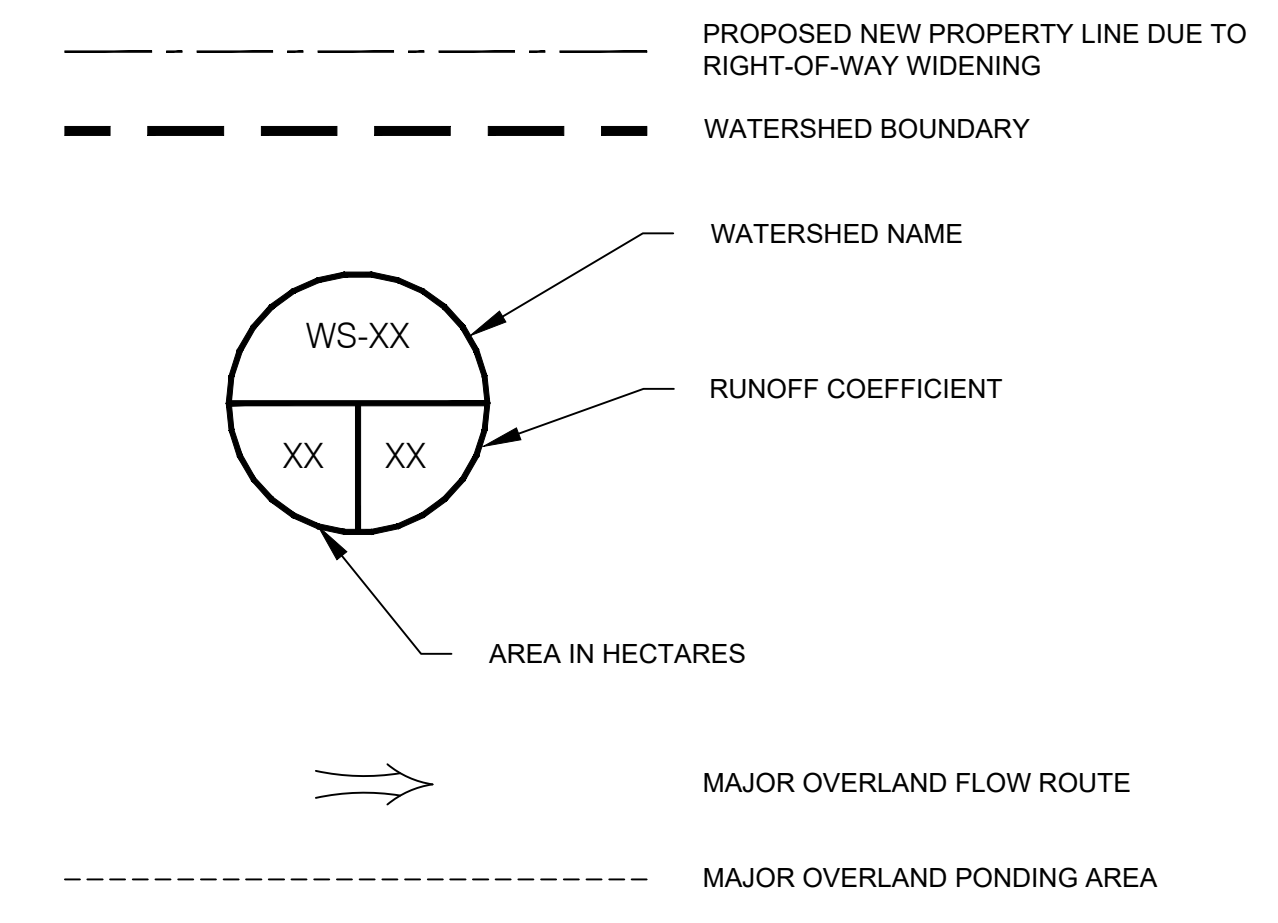 PROPOSED NEW PROPERTY LINE DUE TO
RIGHT-OF-WAY WIDENING
WATERSHED BOUNDARY
WATERSHED NAME
WS-XX
RUNOFF COEFFICIENT
XX XX
AREA IN HECTARES
MAJOR OVERLAND FLOW ROUTE
MAJOR OVERLAND PONDING AREA